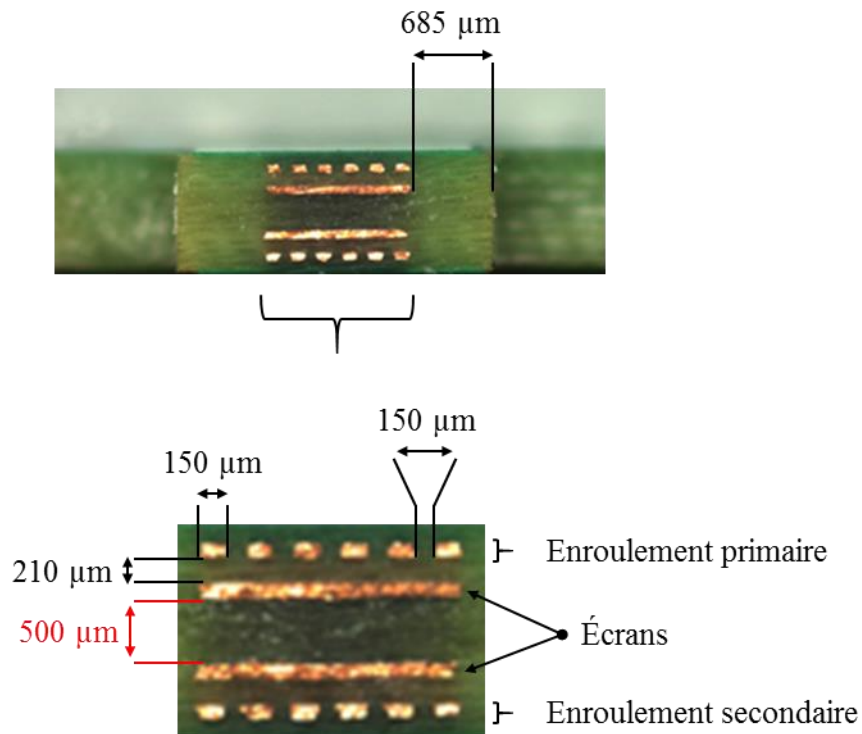 685 µm
150 µm
150 µm
210 µm
500 µm
Enroulement primaire
Écrans
Enroulement secondaire